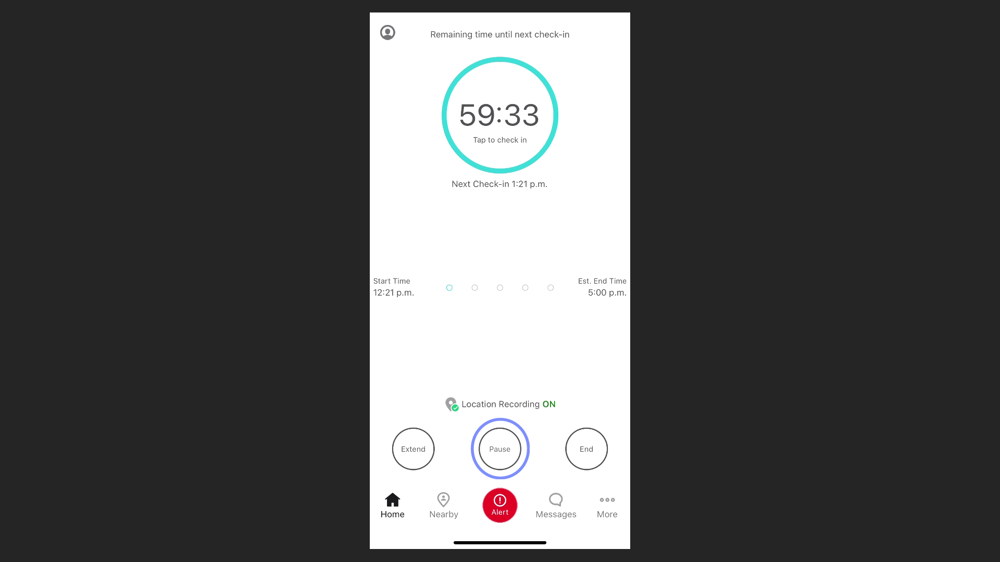 Remaining time until next check-in
59:33
Tap to check in
Next Check-in 1:21 p.m.
Start Time
12:21 p.m.
Est. End Time
5:00 p.m.
Location Recording ON
Extend
Pause
End
Home
Nearby
Alert
Messages
More